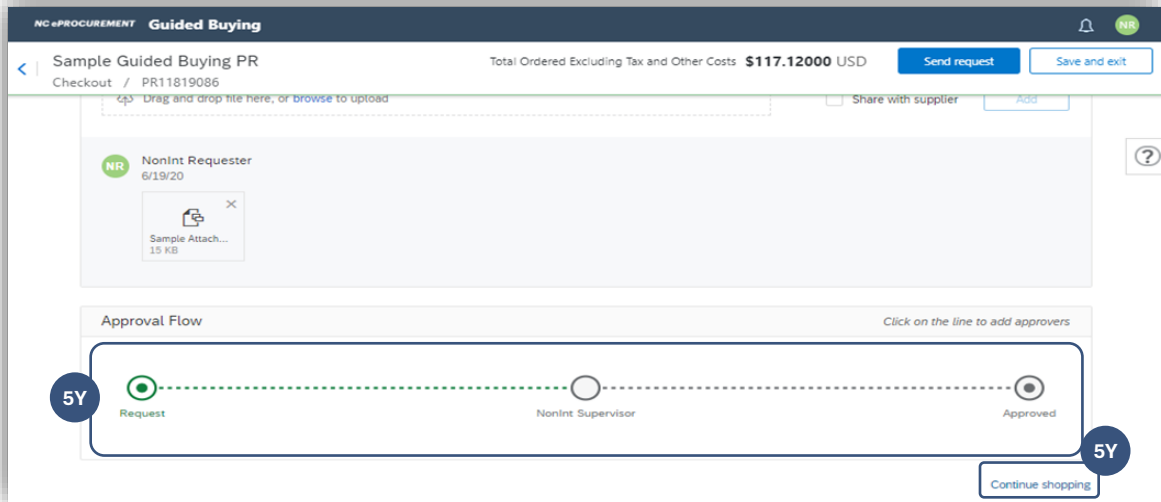 NC ePROCUREMENT Guided Buying
NR
Sample Guided Buying PR
Total Ordered Excluding Tax and Other Costs $117.12000 USD
Send request
Save and exit
Checkout / PR11819086
Drag and drop file here, or browse to upload
Share with supplier
Add
?
NR
NonInt Requester
6/19/20
Sample Attach...
15 KB
Approval Flow
Click on the line to add approvers
5Y
Request
NonInt Supervisor
Approved
5Y
Continue shopping